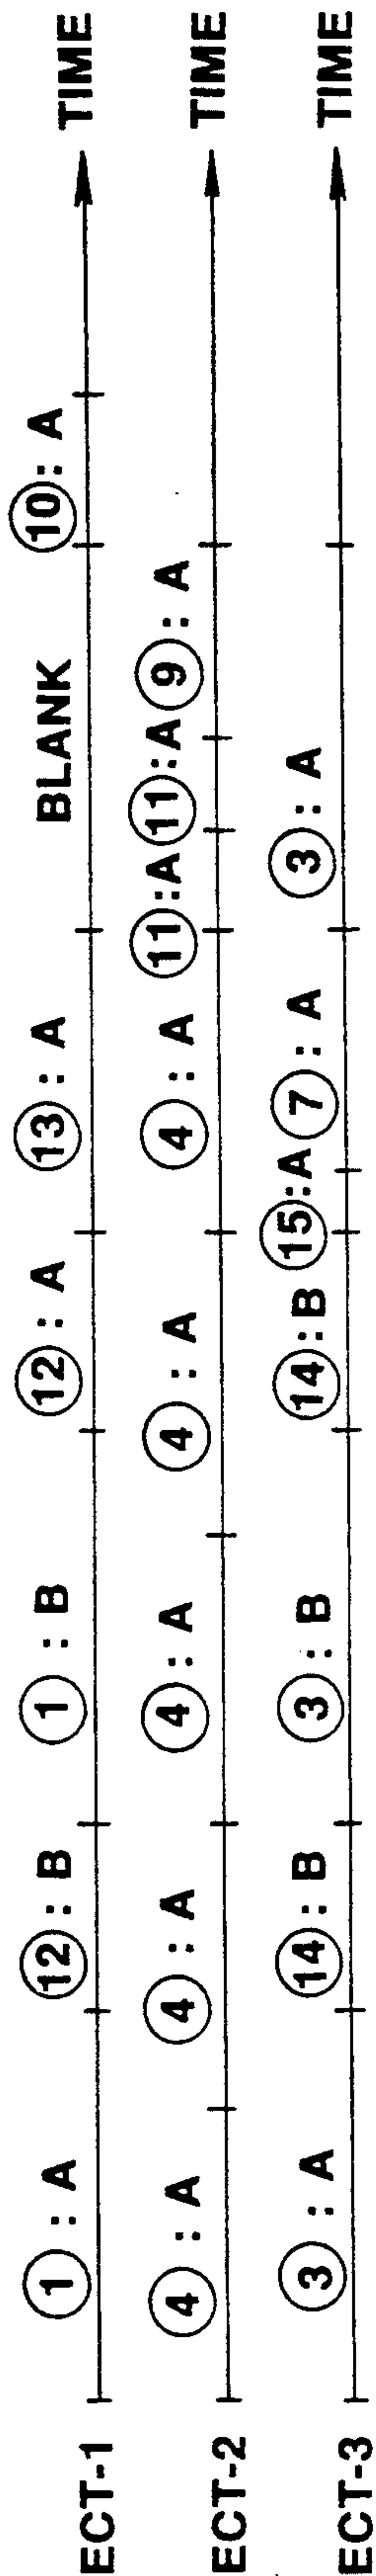 ECT-1 1 : A 12 : B 1 : B 12 : A 13 : A BLANK 10 : A TIME
ECT-2 4 : A 4 : A 4 : A 4 : A 4 : A 11 : A 11 : A 9 : A TIME
ECT-3 3 : A 14 : B 3 : B 14 : B 15 : A 7 : A 3 : A TIME